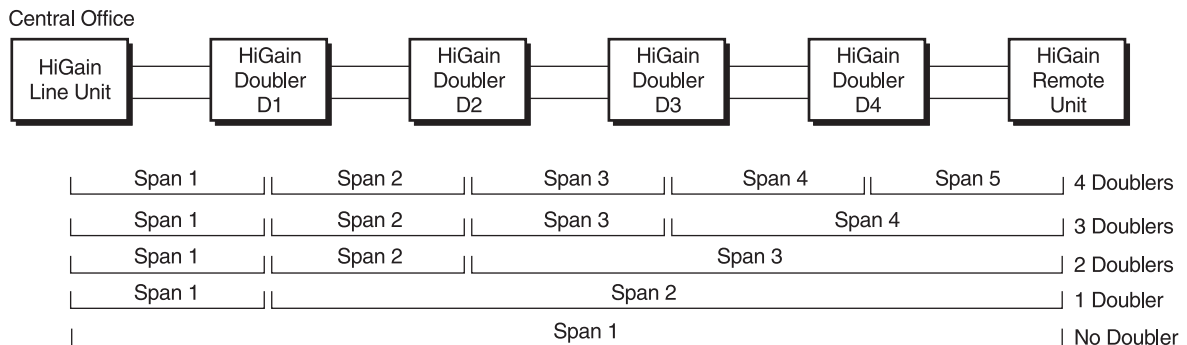 Central Office
HiGain
Line Unit
HiGain
Doubler
D1
HiGain
Doubler
D2
HiGain
Doubler
D3
HiGain
Doubler
D4
HiGain
Remote
Unit
Span 1 Span 2 Span 3 Span 4 Span 5 4 Doublers
Span 1 Span 2 Span 3 Span 4 3 Doublers
Span 1 Span 2 Span 3 2 Doublers
Span 1 Span 2 1 Doubler
Span 1 No Doubler